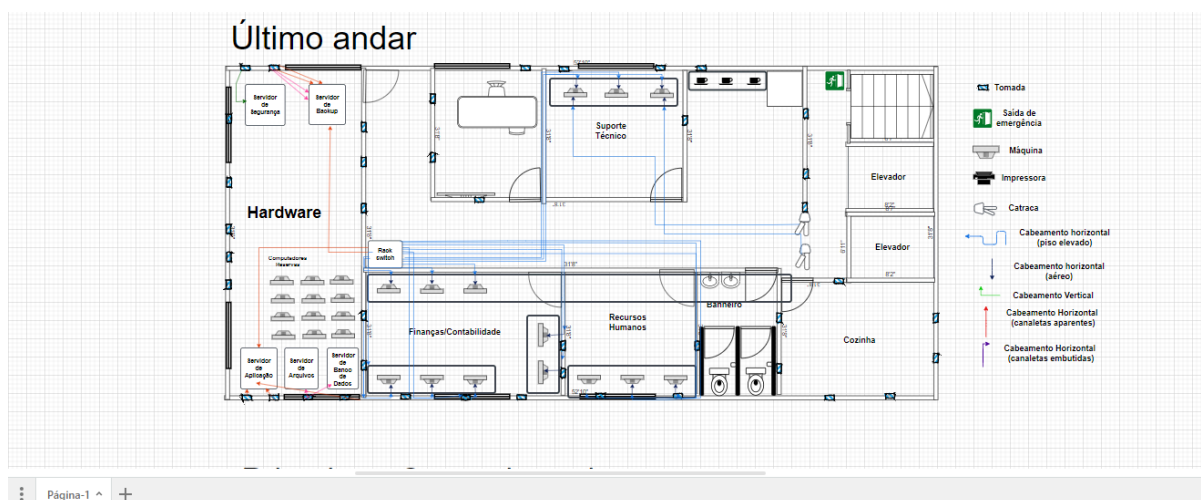 Último andar
Servidor
de
Segurança
Servidor
de
Backup
Hardware
Computadores
Reservas
Servidor
da
Aplicação
Servidor
de
Arquivos
Servidor
de
Banco
de
Dados
Rack
switch
Suporte
Técnico
Finanças/Contabilidade
Recursos
Humanos
Banheiro
Cozinha
Elevador
Elevador
Tomada
Saída de
emergência
Máquina
Impressora
Catraca
Cabeamento horizontal
(piso elevado)
Cabeamento horizontal
(aéreo)
Cabeamento Vertical
Cabeamento Horizontal
(canaletas aparentes)
Cabeamento Horizontal
(canaletas embutidas)
Página-1